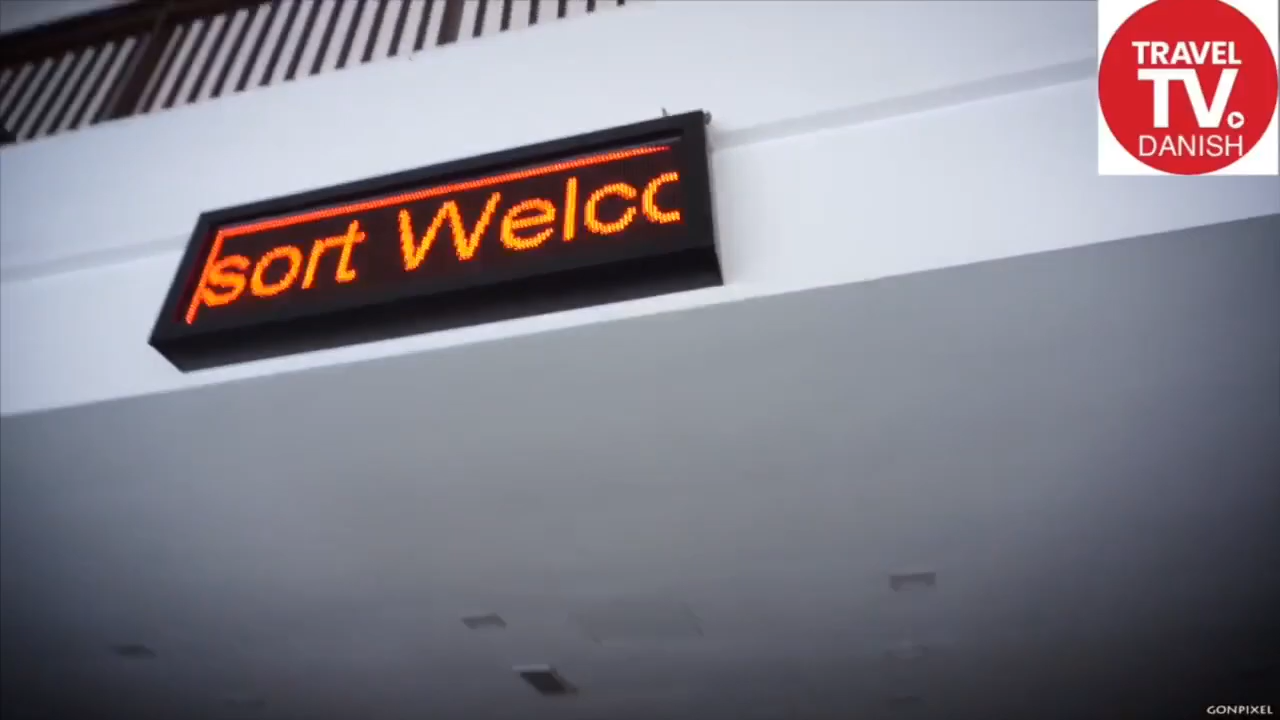 TRAVEL
TV
DANISH
sort Welco
GONPIXEL